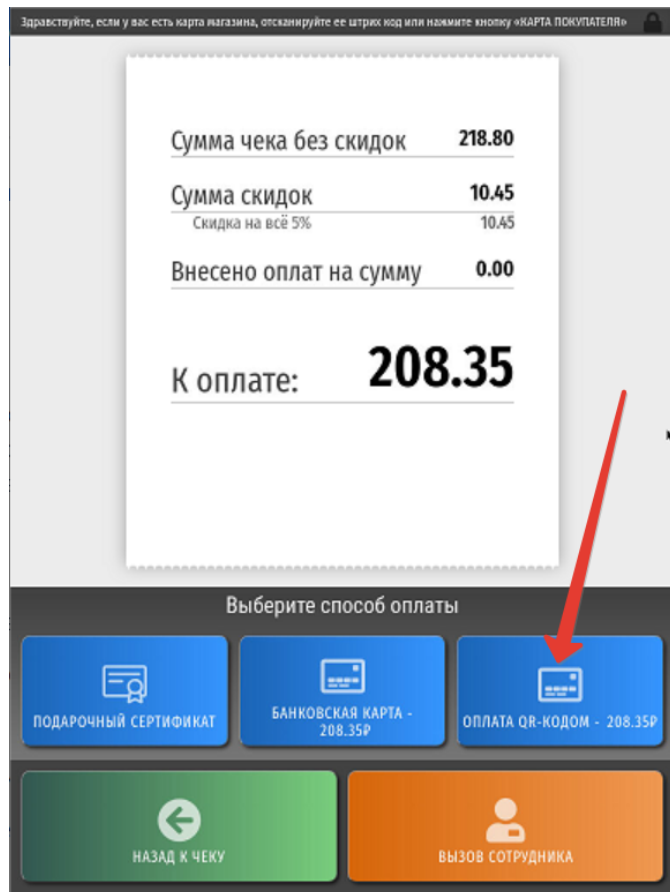 Здравствуйте, если у вас есть карта магазина, отсканируйте ее штрих код или нажмите кнопку «КАРТА ПОКУПАТЕЛЯ»
Сумма чека без скидок 218.80
Сумма скидок 10.45
Скидка на всё 5% 10.45
Внесено оплат на сумму 0.00
К оплате: 208.35
Выберите способ оплаты
ПОДАРОЧНЫЙ СЕРТИФИКАТ
БАНКОВСКАЯ КАРТА -
208.35₽
ОПЛАТА QR-КОДОМ - 208.35₽
НАЗАД К ЧЕКУ
ВЫЗОВ СОТРУДНИКА